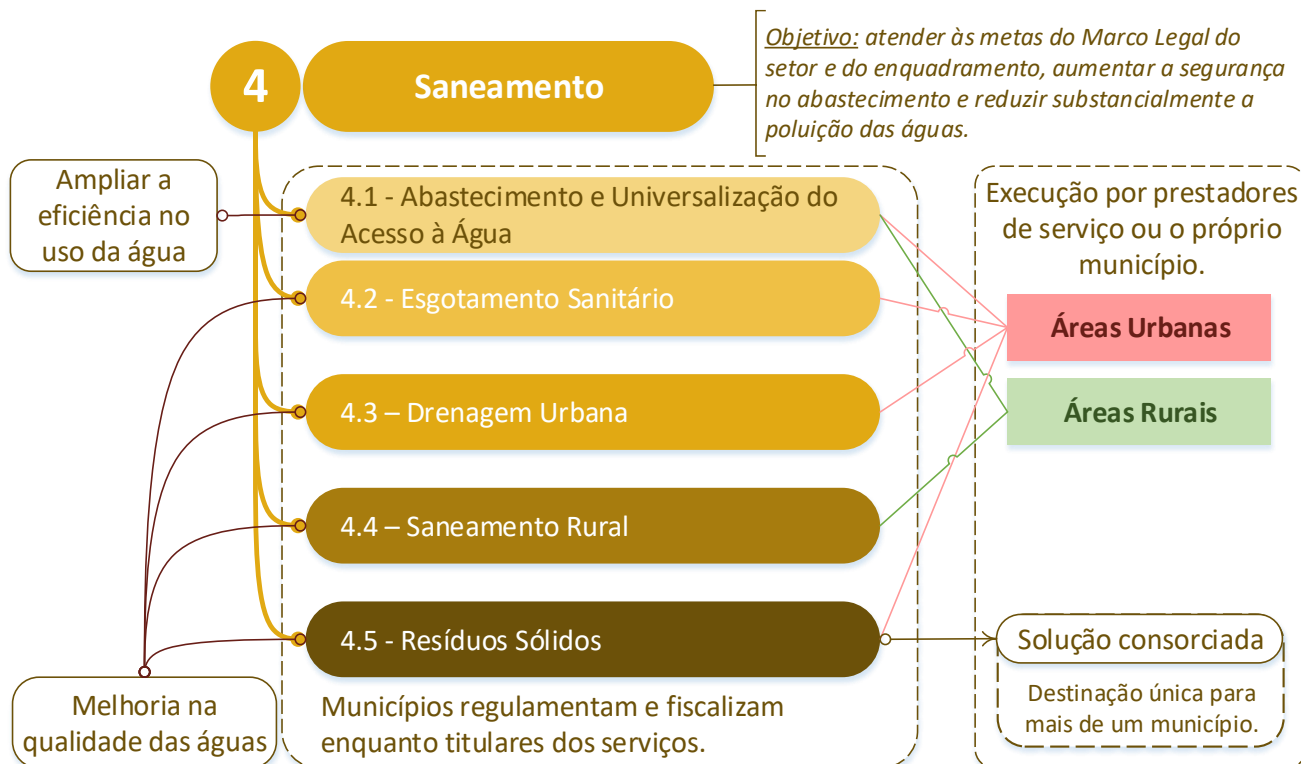 4
Saneamento
Objetivo: atender às metas do Marco Legal do
setor e do enquadramento, aumentar a segurança
no abastecimento e reduzir substancialmente a
poluição das águas.
Ampliar a
eficiência no
uso da água
4.1 - Abastecimento e Universalização do
Acesso à Água
4.2 - Esgotamento Sanitário
4.3 – Drenagem Urbana
4.4 – Saneamento Rural
4.5 - Resíduos Sólidos
Municípios regulamentam e fiscalizam
enquanto titulares dos serviços.
Melhoria na
qualidade das águas
Execução por prestadores
de serviço ou o próprio
município.
Áreas Urbanas
Áreas Rurais
Solução consorciada
Destinação única para
mais de um município.